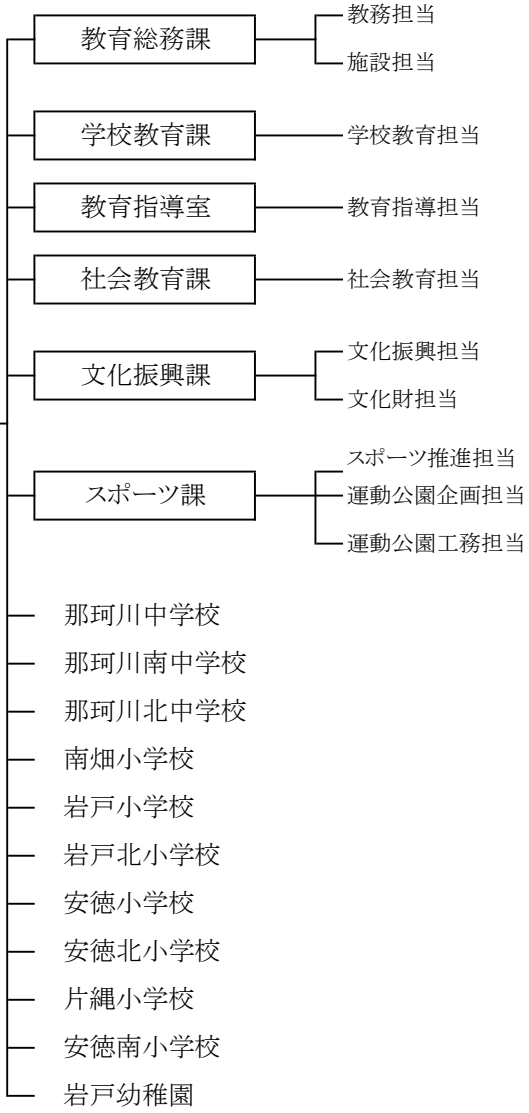 教育総務課
教務担当
施設担当
学校教育課
学校教育担当
教育指導室
教育指導担当
社会教育課
社会教育担当
文化振興課
文化振興担当
文化財担当
スポーツ課
スポーツ推進担当
運動公園企画担当
運動公園工務担当
那珂川中学校
那珂川南中学校
那珂川北中学校
南畑小学校
岩戸小学校
岩戸北小学校
安徳小学校
安徳北小学校
片縄小学校
安徳南小学校
岩戸幼稚園